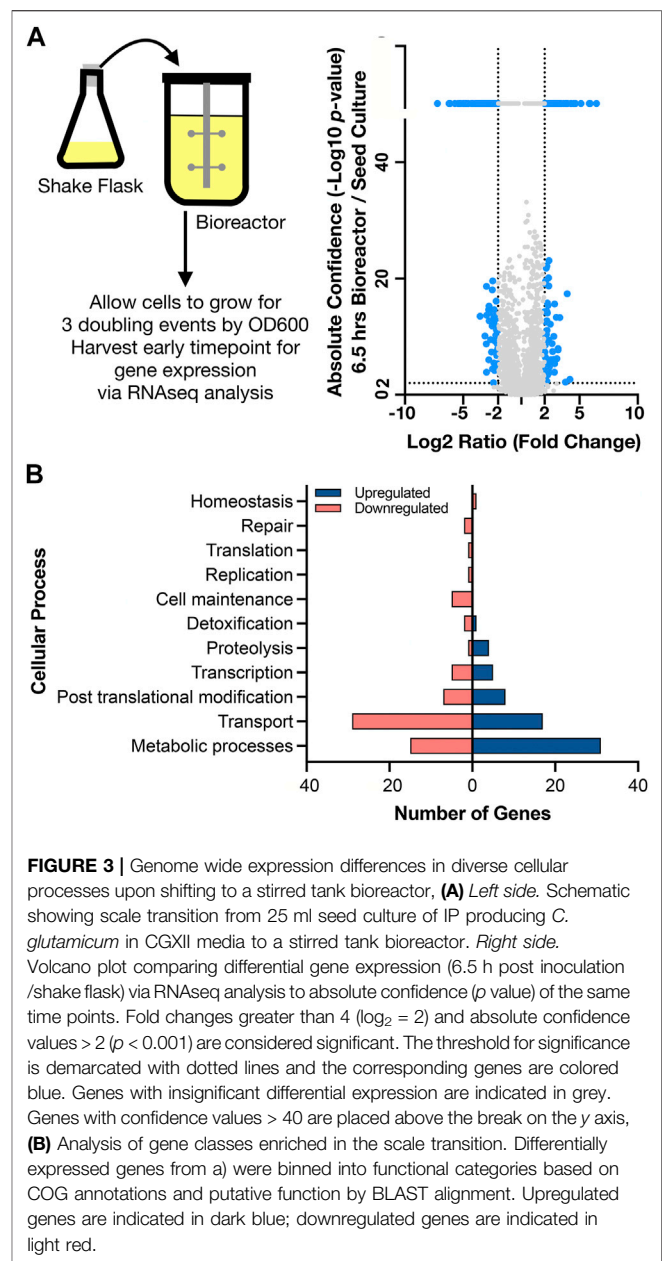 A
Shake Flask
Bioreactor
Allow cells to grow for
3 doubling events by OD600
Harvest early timepoint for
gene expression
via RNAseq analysis
Absolute Confidence (-Log10 p-value)
6.5 hrs Bioreactor / Seed Culture
40
20
2
0
-10 -5 -2 2 5 10
Log2 Ratio (Fold Change)
B
Upregulated
Downregulated
Cellular Process
Homeostasis
Repair
Translation
Replication
Cell maintenance
Detoxification
Proteolysis
Transcription
Post translational modification
Transport
Metabolic processes
40 20 0 20 40
Number of Genes
FIGURE 3 | Genome wide expression differences in diverse cellular
processes upon shifting to a stirred tank bioreactor, (A) Left side. Schematic
showing scale transition from 25 ml seed culture of IP producing C.
glutamicum in CGXII media to a stirred tank bioreactor. Right side.
Volcano plot comparing differential gene expression (6.5 h post inoculation
/shake flask) via RNAseq analysis to absolute confidence (p value) of the same
time points. Fold changes greater than 4 (log2 = 2) and absolute confidence
values > 2 (p < 0.001) are considered significant. The threshold for significance
is demarcated with dotted lines and the corresponding genes are colored
blue. Genes with insignificant differential expression are indicated in grey.
Genes with confidence values > 40 are placed above the break on the y axis,
(B) Analysis of gene classes enriched in the scale transition. Differentially
expressed genes from a) were binned into functional categories based on
COG annotations and putative function by BLAST alignment. Upregulated
genes are indicated in dark blue; downregulated genes are indicated in
light red.